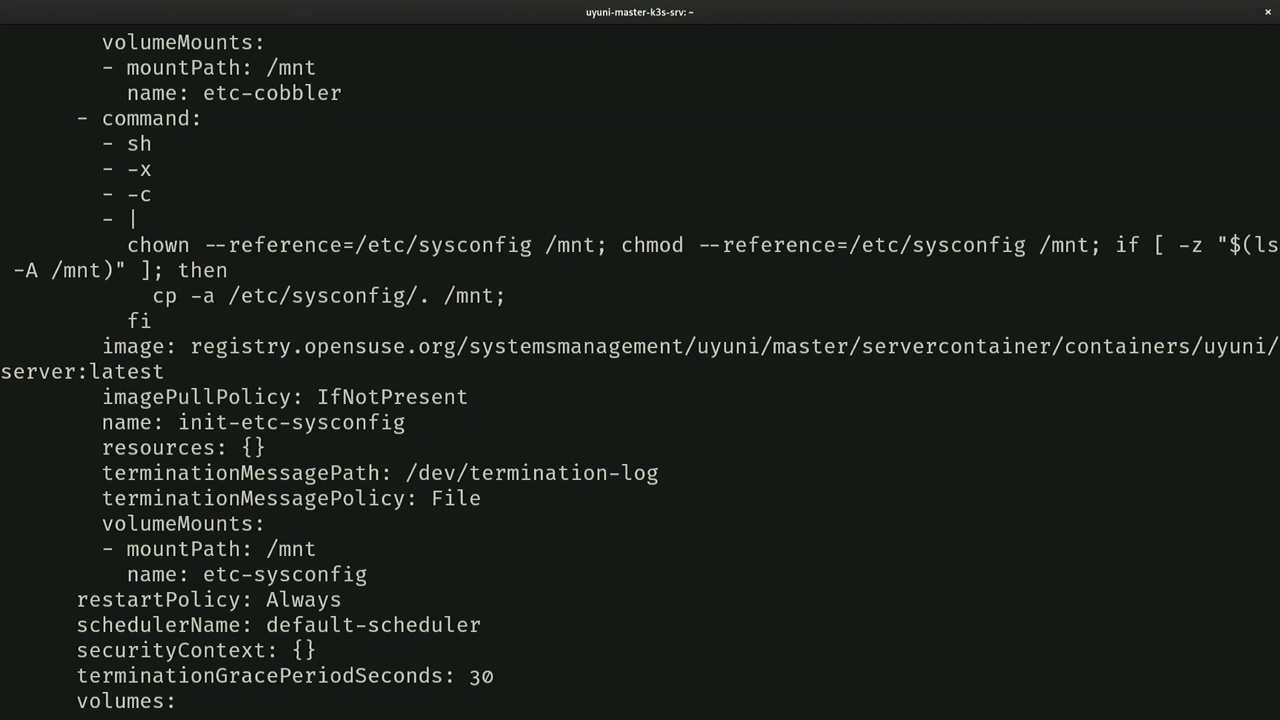 uyuni-master-k3s-srv: ~
×
volumeMounts:
- mountPath: /mnt
name: etc-cobbler
- command:
- sh
- -x
- -c
- |
chown --reference=/etc/sysconfig /mnt; chmod --reference=/etc/sysconfig /mnt; if [ -z "$(ls
-A /mnt)" ]; then
cp -a /etc/sysconfig/. /mnt;
fi
image: registry.opensuse.org/systemsmanagement/uyuni/master/servercontainer/containers/uyuni/
server:latest
imagePullPolicy: IfNotPresent
name: init-etc-sysconfig
resources: {}
terminationMessagePath: /dev/termination-log
terminationMessagePolicy: File
volumeMounts:
- mountPath: /mnt
name: etc-sysconfig
restartPolicy: Always
schedulerName: default-scheduler
securityContext: {}
terminationGracePeriodSeconds: 30
volumes: